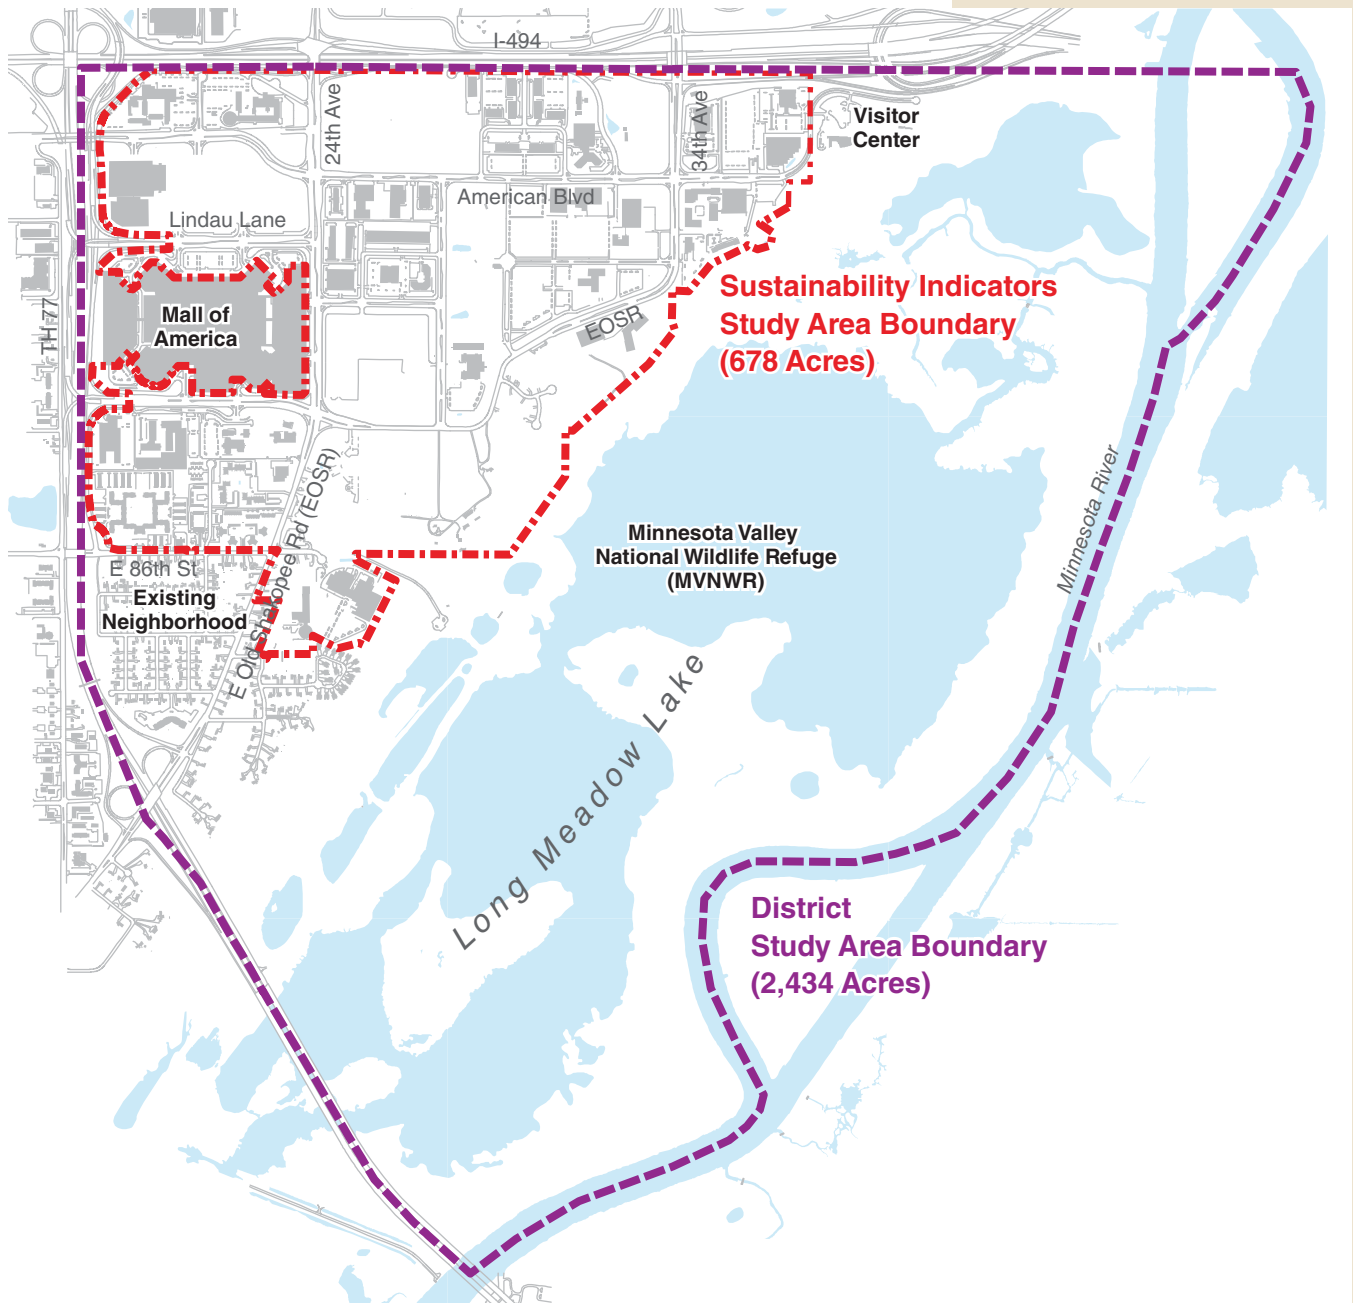 I-494
24th Ave
34th Ave
Visitor
Center
American Blvd
Lindau Lane
TH 77
Mall of
America
EOSR
Sustainability Indicators
Study Area Boundary
(678 Acres)
E Old Shakopee Rd (EOSR)
Minnesota River
Minnesota Valley
National Wildlife Refuge
(MVNWR)
E 86th St
Existing
Neighborhood
Long Meadow Lake
District
Study Area Boundary
(2,434 Acres)